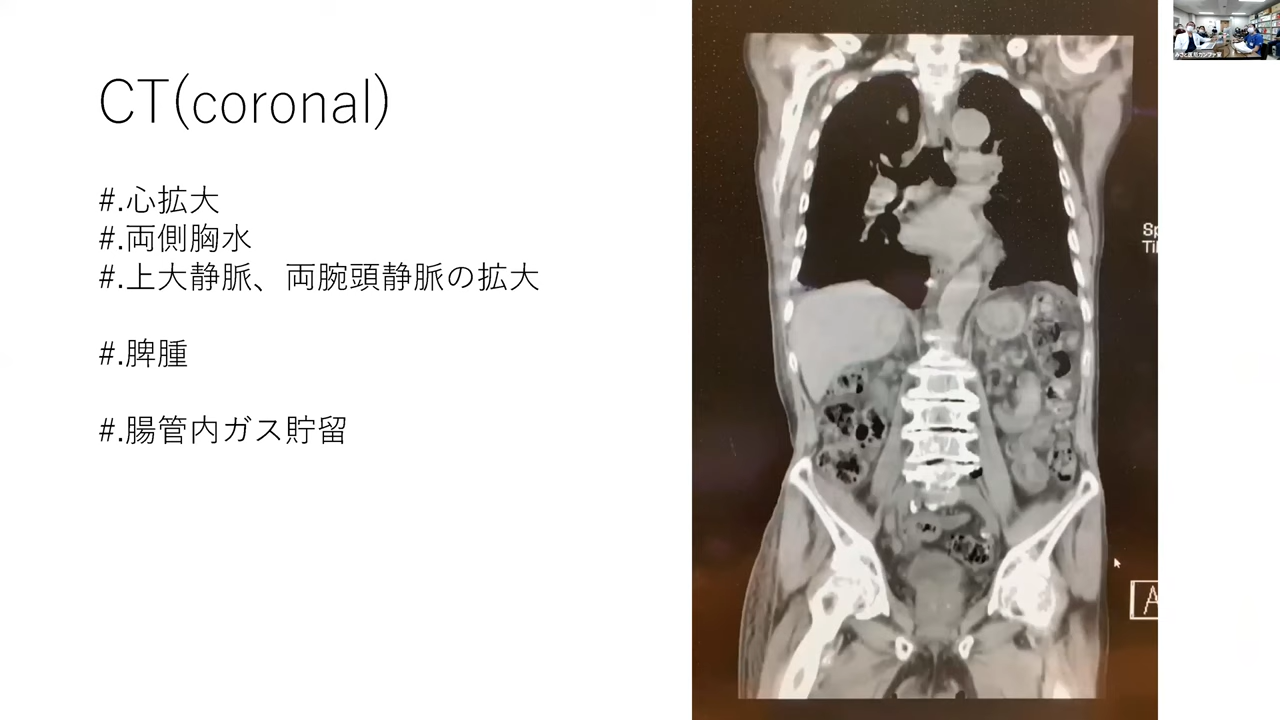 CT(coronal)
#.心拡大
#.両側胸水
#.上大静脈、両腕頭静脈の拡大
#.脾腫
#.腸管内ガス貯留
Sp
A